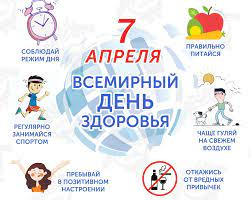 7
АПРЕЛЯ
ВСЕМИРНЫЙ
ДЕНЬ
ЗДОРОВЬЯ
СОБЛЮДАЙ
РЕЖИМ ДНЯ
ПРАВИЛЬНО
ПИТАЙСЯ
РЕГУЛЯРНО
ЗАНИМАЙСЯ
СПОРТОМ
ЧАЩЕ ГУЛЯЙ
НА СВЕЖЕМ
ВОЗДУХЕ
ПРЕБЫВАЙ
В ПОЗИТИВНОМ
НАСТРОЕНИИ
ОТКАЖИСЬ
ОТ ВРЕДНЫХ
ПРИВЫЧЕК